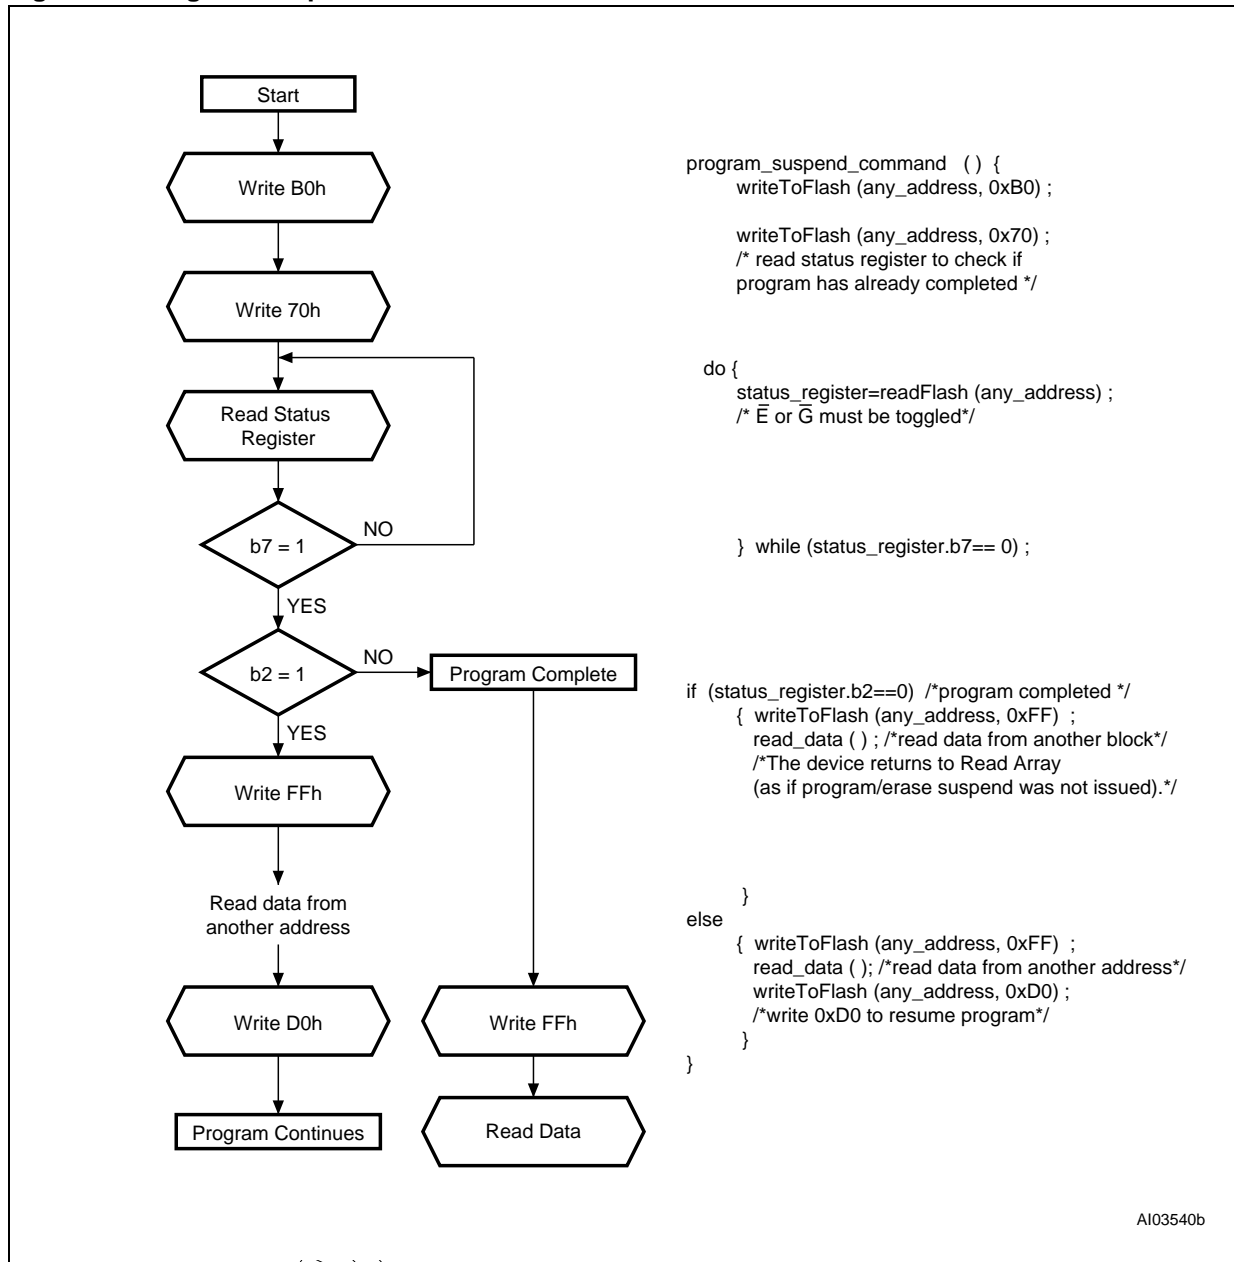 Start
Write B0h
Write 70h
Read Status
Register
b7 = 1
NO
YES
b2 = 1
NO
Program Complete
YES
Write FFh
Read data from
another address
Write D0h
Write FFh
Program Continues
Read Data
program_suspend_command ( ) {
writeToFlash (any_address, 0xB0) ;
writeToFlash (any_address, 0x70) ;
/* read status register to check if
program has already completed */
do {
status_register=readFlash (any_address) ;
/* E̅ or G̅ must be toggled*/
} while (status_register.b7== 0) ;
if (status_register.b2==0) /*program completed */
{ writeToFlash (any_address, 0xFF) ;
read_data ( ) ; /*read data from another block*/
/*The device returns to Read Array
(as if program/erase suspend was not issued).*/
}
else
{ writeToFlash (any_address, 0xFF) ;
read_data ( ); /*read data from another address*/
writeToFlash (any_address, 0xD0) ;
/*write 0xD0 to resume program*/
}
}
AI03540b